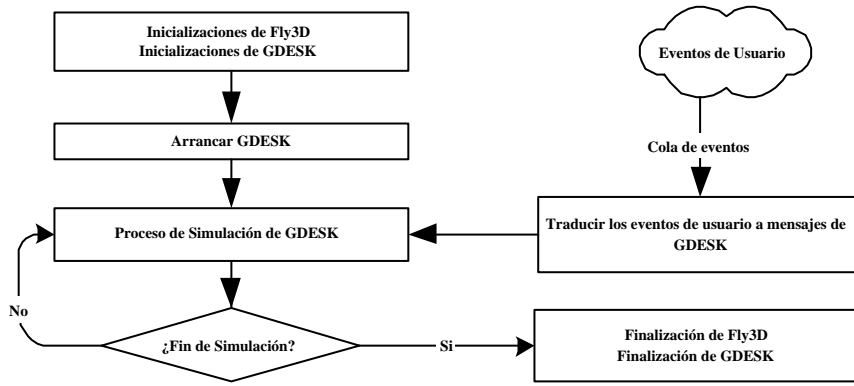 Inicializaciones de Fly3D
Inicializaciones de GDESK
Eventos de Usuario
Arrancar GDESK
Cola de eventos
Proceso de Simulación de GDESK
Traducir los eventos de usuario a mensajes de
GDESK
No
¿Fin de Simulación?
Si
Finalización de Fly3D
Finalización de GDESK